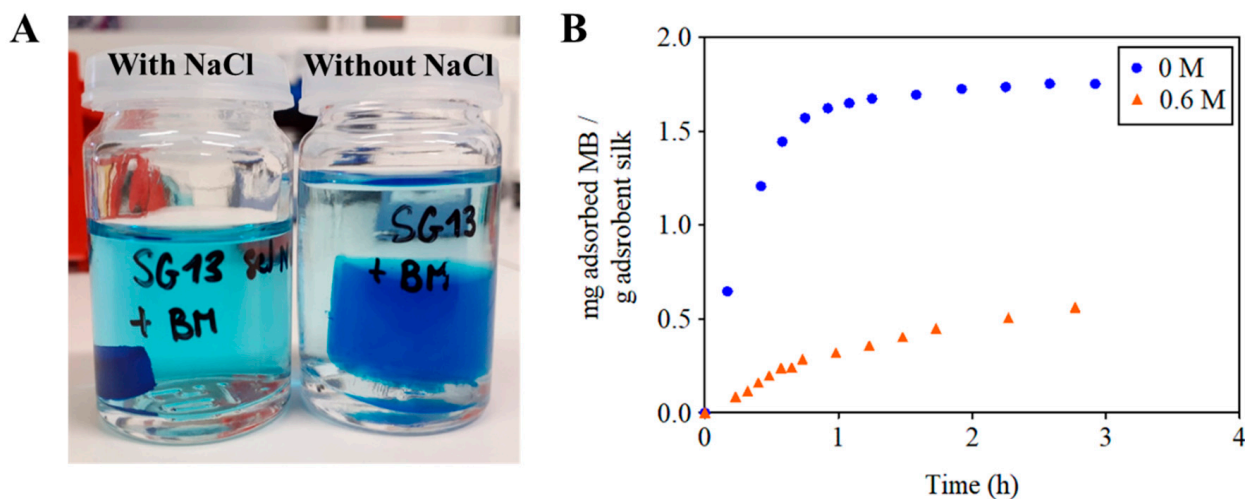 A
With NaCl
Without NaCl
SG13
+ BM
SG13
+ BM
B
2.0
1.5
1.0
0.5
0.0
mg adsorbed MB /
g adsrobent silk
0 M
0.6 M
0
1
2
3
4
Time (h)